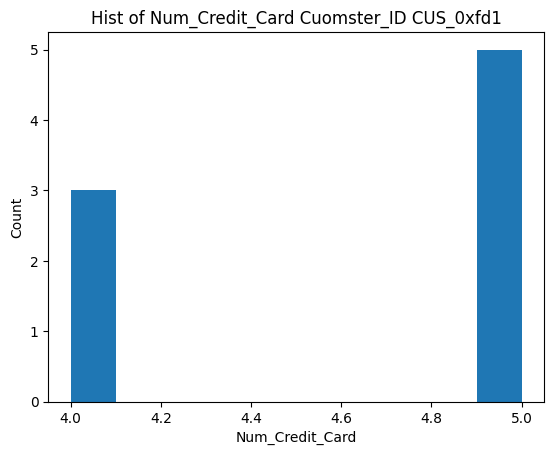 Hist of Num_Credit_Card Cuomster_ID CUS_0xfd1
5
4
3
2
1
0
Count
4.0 4.2 4.4 4.6 4.8 5.0
Num_Credit_Card